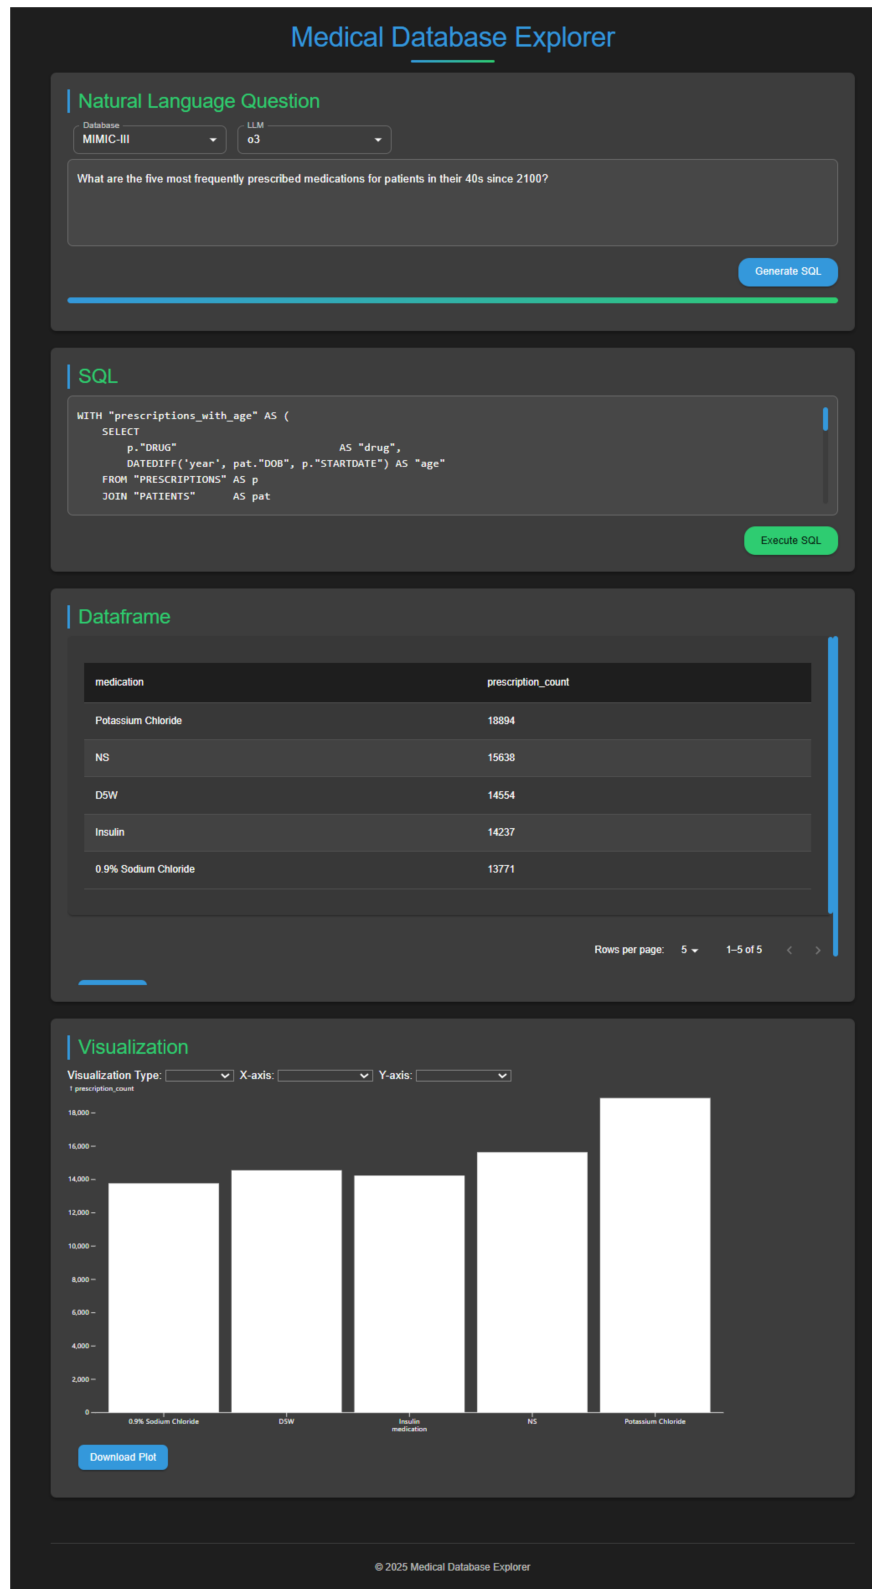 Medical Database Explorer
Natural Language Question
Database
LLM
MIMIC-III
o3
What are the five most frequently prescribed medications for patients in their 40s since 2100?
Generate SQL
SQL
WITH "prescriptions_with_age" AS (
SELECT
p."DRUG" AS "drug",
DATEDIFF('year', pat."DOB", p."STARTDATE") AS "age"
FROM "PRESCRIPTIONS" AS p
JOIN "PATIENTS" AS pat
Execute SQL
Dataframe
medication prescription_count
Potassium Chloride 18894
NS 15638
D5W 14554
Insulin 14237
0.9% Sodium Chloride 13771
Rows per page: 5 1–5 of 5
Visualization
Visualization Type: X-axis: Y-axis:
↑ prescription_count
18,000
16,000
14,000
12,000
10,000
8,000
6,000
4,000
2,000
0
0.9% Sodium Chloride D5W Insulin NS Potassium Chloride
medication
Download Plot
© 2025 Medical Database Explorer